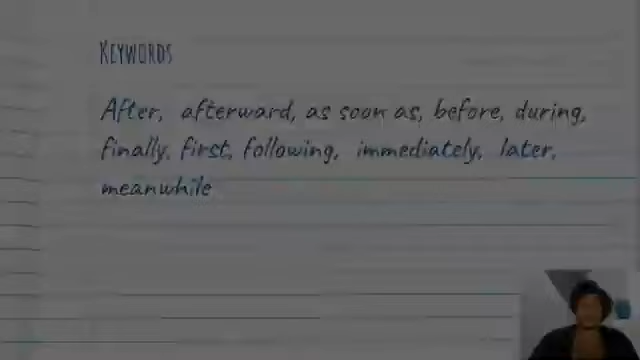 KEYWORDS
After, afterward, as soon as, before, during,
finally, first, following, immediately, later,
meanwhile